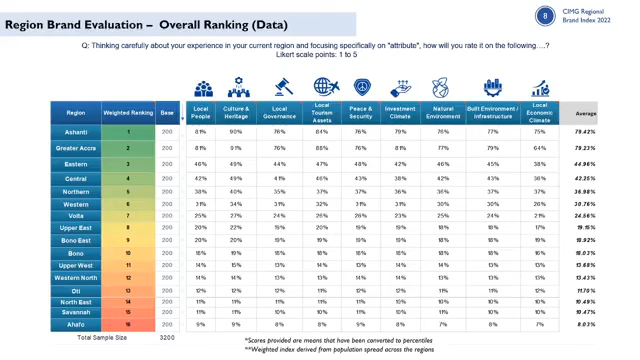 Region Brand Evaluation – Overall Ranking (Data)
8
CIMG Regional
Brand Index 2022
Q: Thinking carefully about your experience in your current region and focusing specifically on "attribute", how will you rate it on the following….?
Likert scale points: 1 to 5
Region Weighted Ranking Base Local People Culture & Heritage Local Governance Local Tourism Assets Peace & Security Investment Climate Natural Environment Built Environment / Infrastructure Local Economic Climate Average
Ashanti 1 200 81% 90% 76% 84% 76% 79% 76% 77% 75% 79.42%
Greater Accra 2 200 81% 91% 76% 86% 76% 81% 77% 79% 64% 79.23%
Eastern 3 200 46% 49% 44% 47% 48% 42% 46% 45% 38% 44.96%
Central 4 200 42% 49% 41% 46% 43% 38% 42% 43% 36% 42.25%
Northern 5 200 38% 40% 35% 37% 37% 36% 36% 37% 37% 36.98%
Western 6 200 31% 34% 31% 32% 31% 31% 30% 30% 26% 30.76%
Volta 7 200 25% 27% 24% 26% 26% 23% 25% 24% 21% 24.56%
Upper East 8 200 20% 22% 19% 20% 19% 19% 18% 18% 17%
Bono East 9 200 20% 20% 19% 19% 19% 19% 18% 18% 19% 18.92%
Bono 10 200 18% 19% 18% 18% 18% 18% 18% 18% 16% 18.03%
Upper West 11 200 14% 15% 13% 14% 13% 14% 14% 13% 13% 13.68%
Western North 12 200 14% 14% 14% 13% 14% 14% 13% 13% 13% 13.43%
Oti 13 200 12% 12% 12% 11% 12% 12% 11% 11% 12% 11.70%
North East 14 200 11% 11% 11% 11% 10% 10% 10% 10% 10% 10.49%
Savannah 15 200 11% 11% 11% 10% 11% 10% 10% 10% 10% 10.47%
Ahafo 16 200 9% 9% 8% 8% 9% 8% 7% 8% 7% 8.03%
Total Sample Size 3200
*Scores provided are means that have been converted to percentiles
**Weighted index derived from population spread across the regions